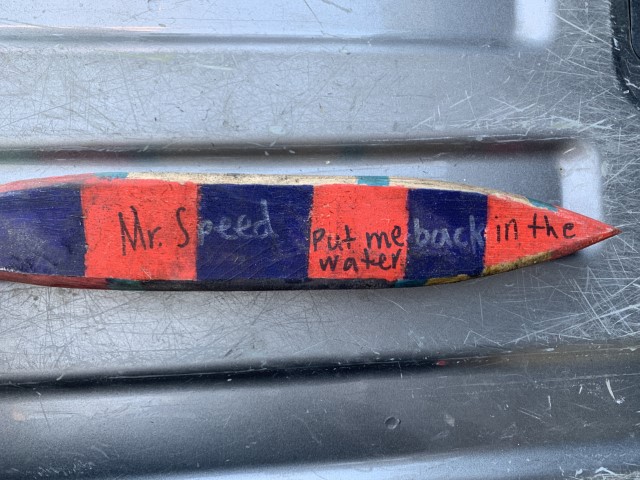 Mr. Speed
Put me back in the
water